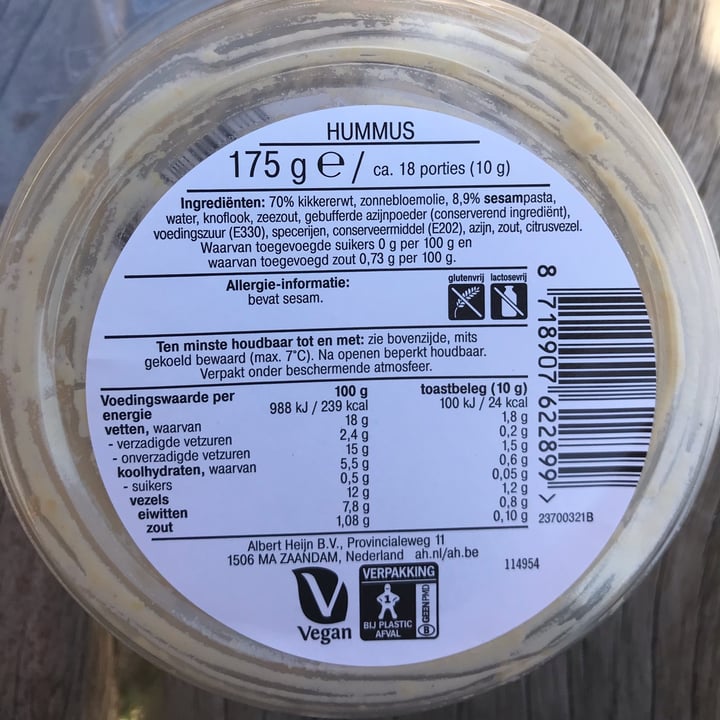 HUMMUS
175 g ℮ / ca. 18 porties (10 g)
Ingrediënten: 70% kikkererwt, zonnebloemolie, 8,9% sesampasta,
water, knoflook, zeezout, gebufferde azijnpoeder (conserverend ingrediënt),
voedingszuur (E330), specerijen, conserveermiddel (E202), azijn, zout, citrusvezel.
Waarvan toegevoegde suikers 0 g per 100 g en
waarvan toegevoegd zout 0,73 g per 100 g.
Allergie-informatie:
bevat sesam.
glutenvrij lactosevrij
Ten minste houdbaar tot en met: zie bovenzijde, mits
gekoeld bewaard (max. 7°C). Na openen beperkt houdbaar.
Verpakt onder beschermende atmosfeer.
Voedingswaarde per 100 g toastbeleg (10 g)
energie 988 kJ / 239 kcal 100 kJ / 24 kcal
vetten, waarvan 18 g 1,8 g
- verzadigde vetzuren 2,4 g 0,2 g
- onverzadigde vetzuren 15 g 1,5 g
koolhydraten, waarvan 5,5 g 0,6 g
- suikers 0,5 g 0,05 g
vezels 12 g 1,2 g
eiwitten 7,8 g 0,8 g
zout 1,08 g 0,10 g
8 718907 622899 >
23700321B
Albert Heijn B.V., Provincialeweg 11
1506 MA ZAANDAM, Nederland ah.nl/ah.be
114954
V
Vegan
VERPAKKING
1
BIJ PLASTIC
AFVAL
GEEN PMD
B